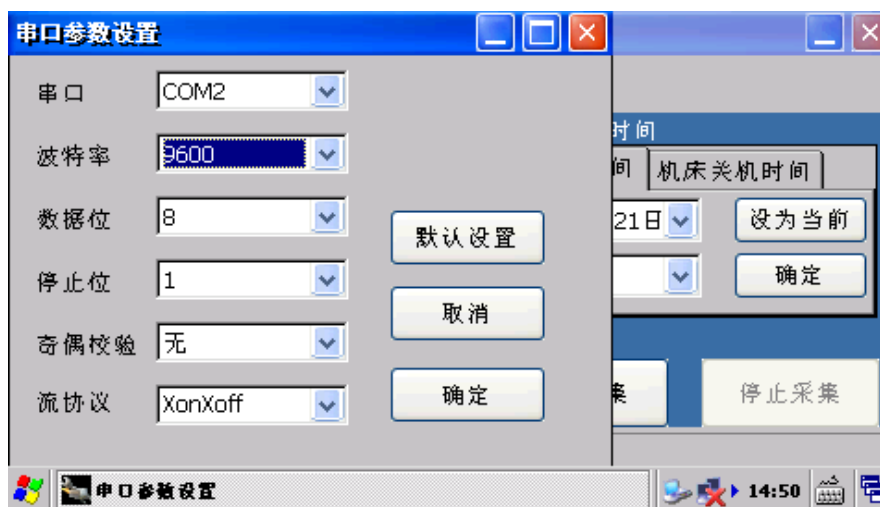 串口参数设置
串口 COM2
波特率 9600
数据位 8
停止位 1
奇偶校验 无
流协议 XonXoff
默认设置
取消
确定
时间
间 机床关机时间
21日 设为当前
确定
集 停止采集
串口参数设置 14:50